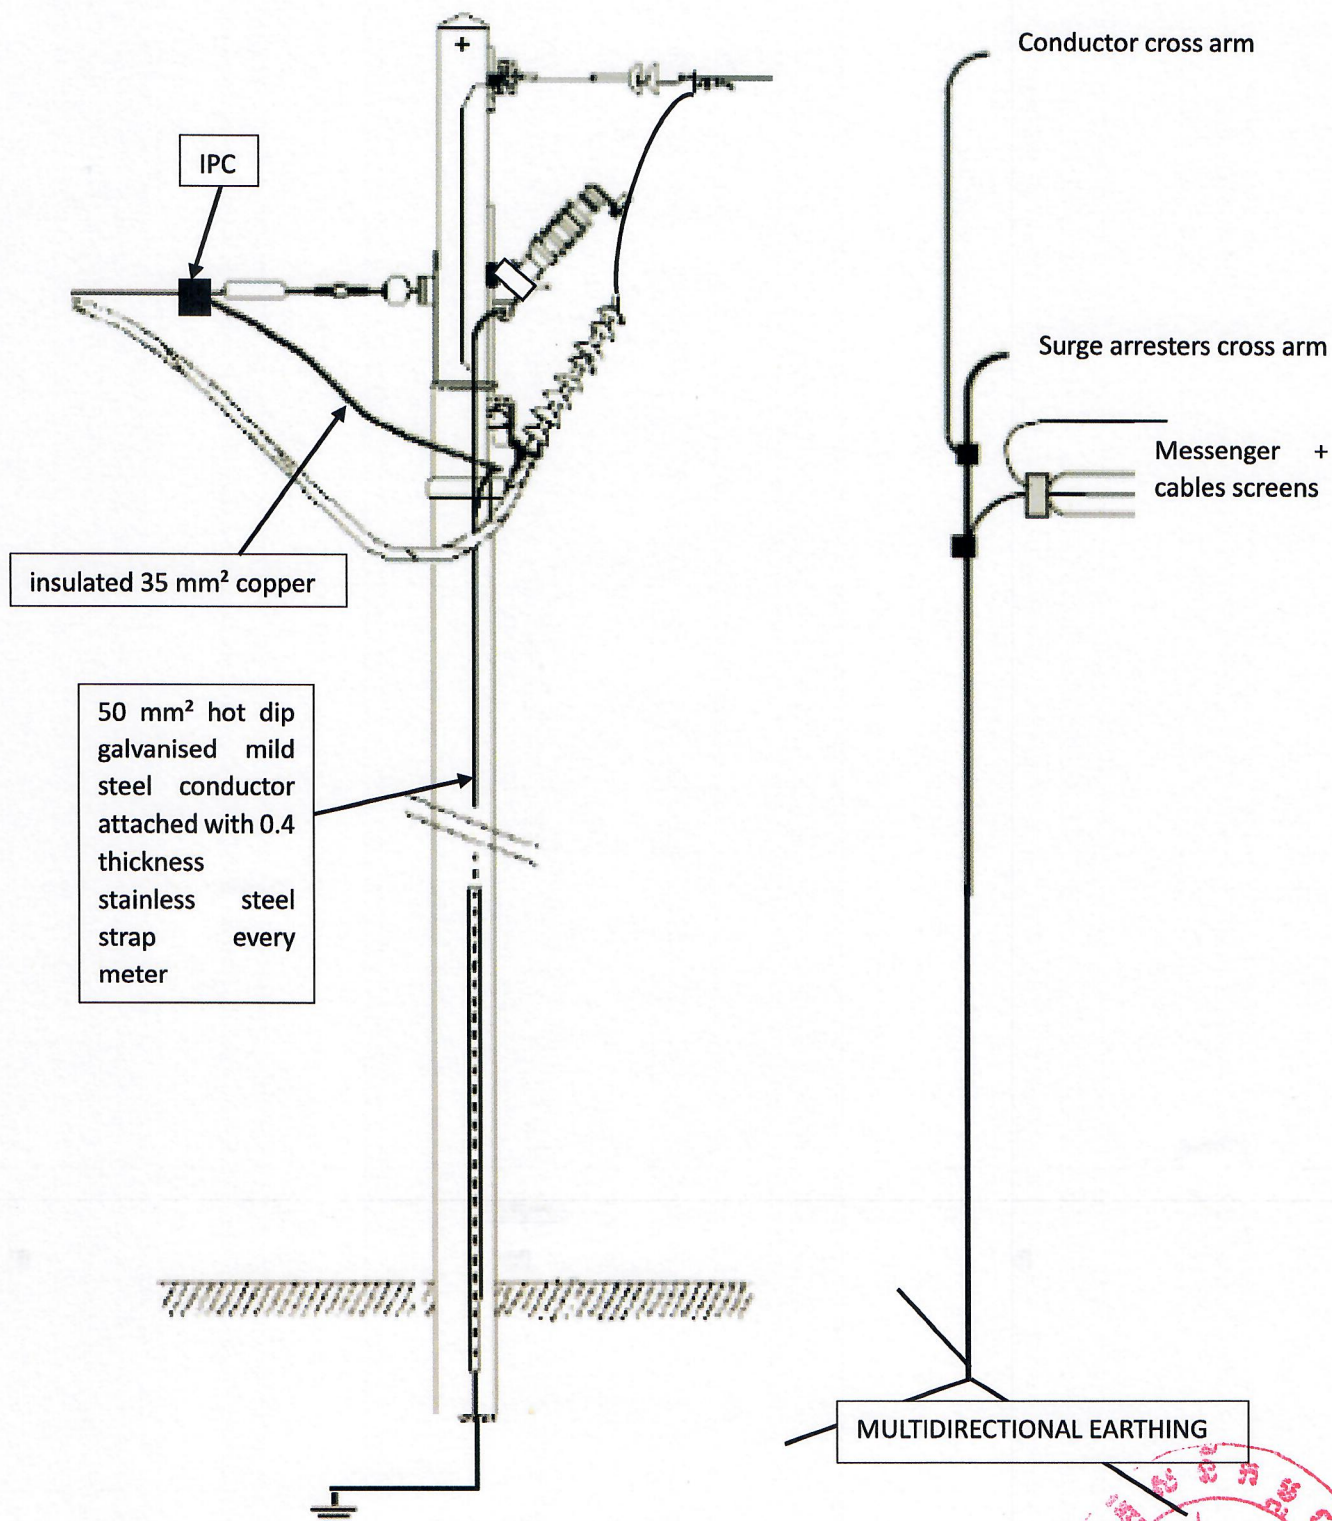 Conductor cross arm
IPC
Surge arresters cross arm
Messenger +
cables screens
insulated 35 mm² copper
50 mm² hot dip
galvanised mild
steel conductor
attached with 0.4
thickness
stainless steel
strap every
meter
MULTIDIRECTIONAL EARTHING